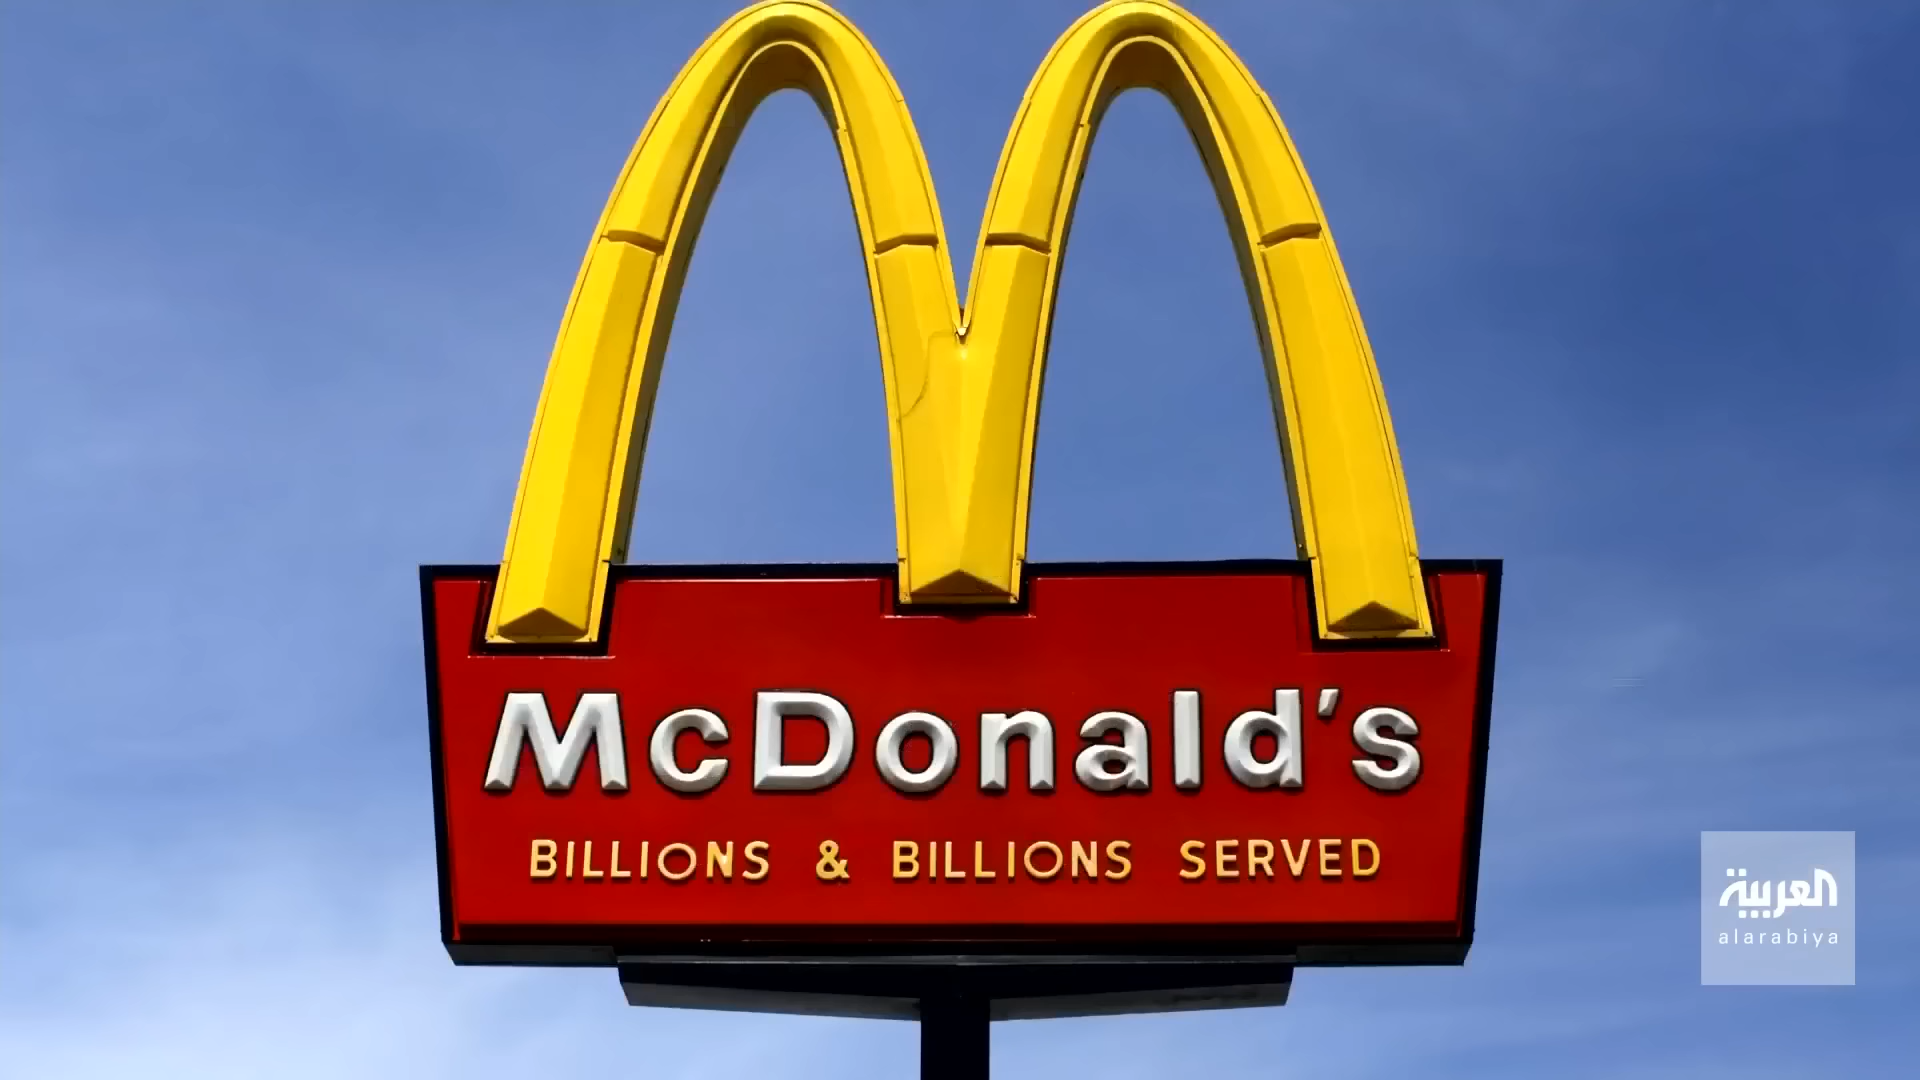 McDonald's
BILLIONS & BILLIONS SERVED
العربية
alarabiya